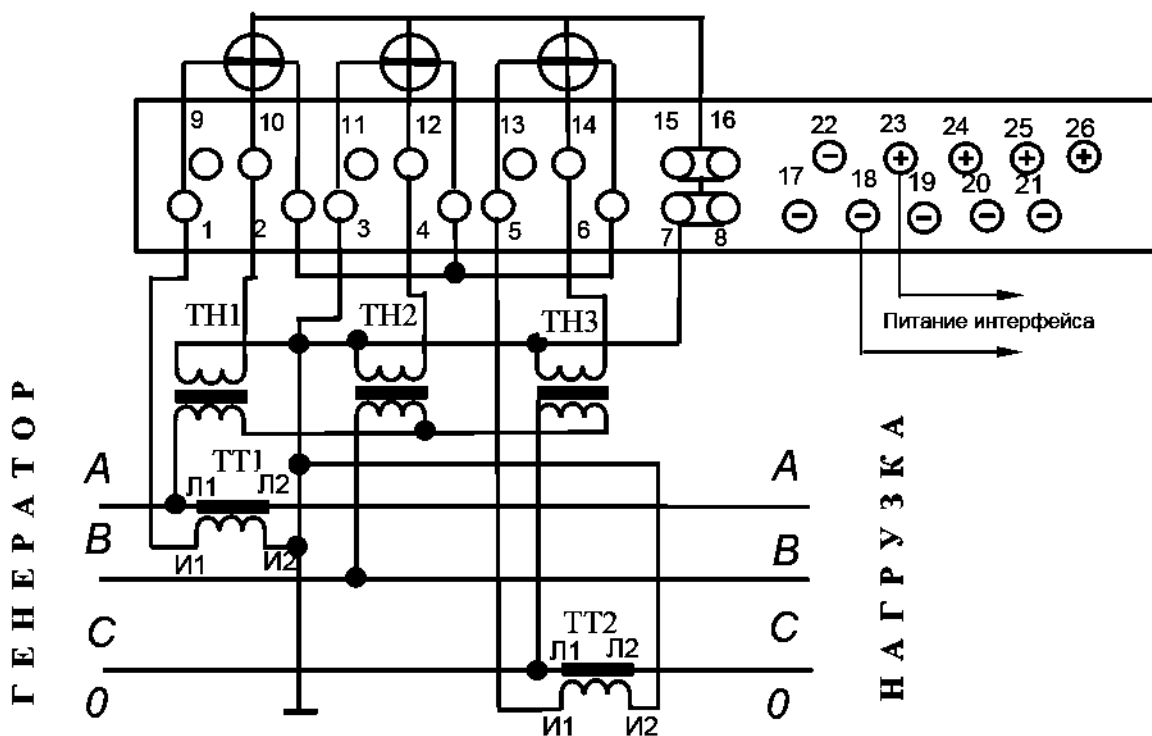 9 10 11 12 13 14 15 16 22 23 24 25 26
17 18 19 20 21
1 2 3 4 5 6 7 8
ТН1 ТН2 ТН3
Питание интерфейса
ГЕНЕРАТОР
НАГРУЗКА
A ТТ1 A
Л1 Л2
B B
И1 И2
C ТТ2 C
Л1 Л2
0 0
И1 И2